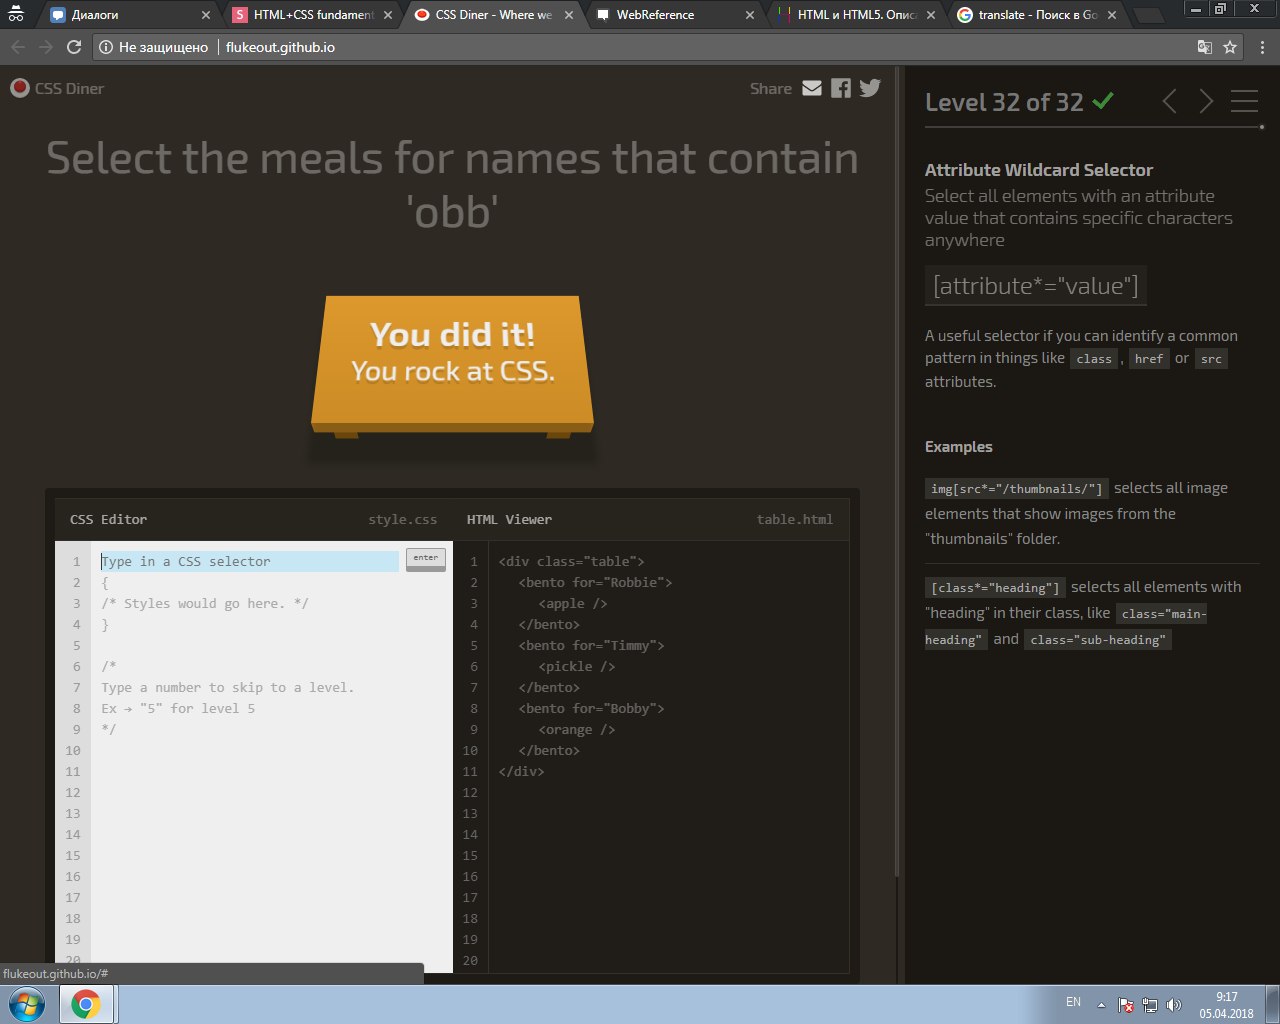 Диалоги
HTML+CSS fundament
CSS Diner - Where we
WebReference
HTML и HTML5. Описа
translate - Поиск в Go
Не защищено
flukeout.github.io
CSS Diner
Share
Select the meals for names that contain
'obb'
You did it!
You rock at CSS.
CSS Editor
style.css
HTML Viewer
table.html
1
Type in a CSS selector
enter
2
{
3
/* Styles would go here. */
4
}
5
6
/*
7
Type a number to skip to a level.
8
Ex → "5" for level 5
9
*/
10
11
12
13
14
15
16
17
18
19
20
1
<div class="table">
2
<bento for="Robbie">
3
<apple />
4
</bento>
5
<bento for="Timmy">
6
<pickle />
7
</bento>
8
<bento for="Bobby">
9
<orange />
10
</bento>
11
</div>
12
13
14
15
16
17
18
19
20
Level 32 of 32
Attribute Wildcard Selector
Select all elements with an attribute
value that contains specific characters
anywhere
[attribute*="value"]
A useful selector if you can identify a common
pattern in things like class, href or src
attributes.
Examples
img[src*="/thumbnails/"] selects all image
elements that show images from the
"thumbnails" folder.
[class*="heading"] selects all elements with
"heading" in their class, like class="main-
heading" and class="sub-heading"
flukeout.github.io/#
EN
9:17
05.04.2018